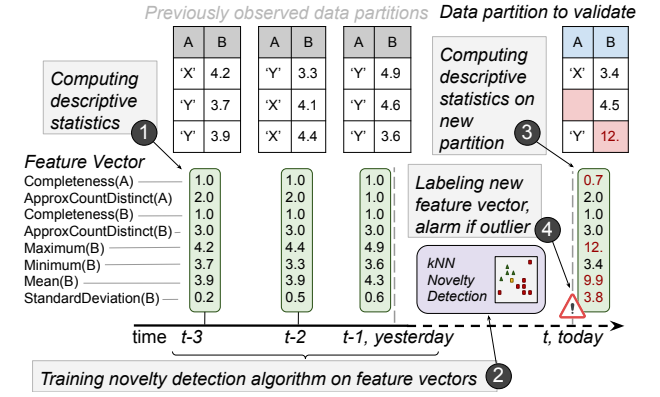 Previously observed data partitions
Data partition to validate
A B
'X' 4.2
'Y' 3.7
'Y' 3.9
A B
'Y' 3.3
'X' 4.1
'X' 4.4
A B
'Y' 4.9
'Y' 4.6
'Y' 3.6
A B
'X' 3.4
4.5
'Y' 12.
Computing
descriptive
statistics
1
Computing
descriptive
statistics on
new
partition
3
Feature Vector
Completeness(A) 1.0 1.0 1.0 0.7
ApproxCountDistinct(A) 2.0 2.0 2.0 2.0
Completeness(B) 1.0 1.0 1.0 1.0
ApproxCountDistinct(B) 3.0 3.0 3.0 3.0
Maximum(B) 4.2 4.4 4.9 12.
Minimum(B) 3.7 3.3 3.6 3.4
Mean(B) 3.9 3.9 4.3 9.9
StandardDeviation(B) 0.2 0.5 0.6 3.8
Labeling new
feature vector,
alarm if outlier
4
kNN
Novelty
Detection
!
time t-3 t-2 t-1, yesterday t, today
Training novelty detection algorithm on feature vectors
2